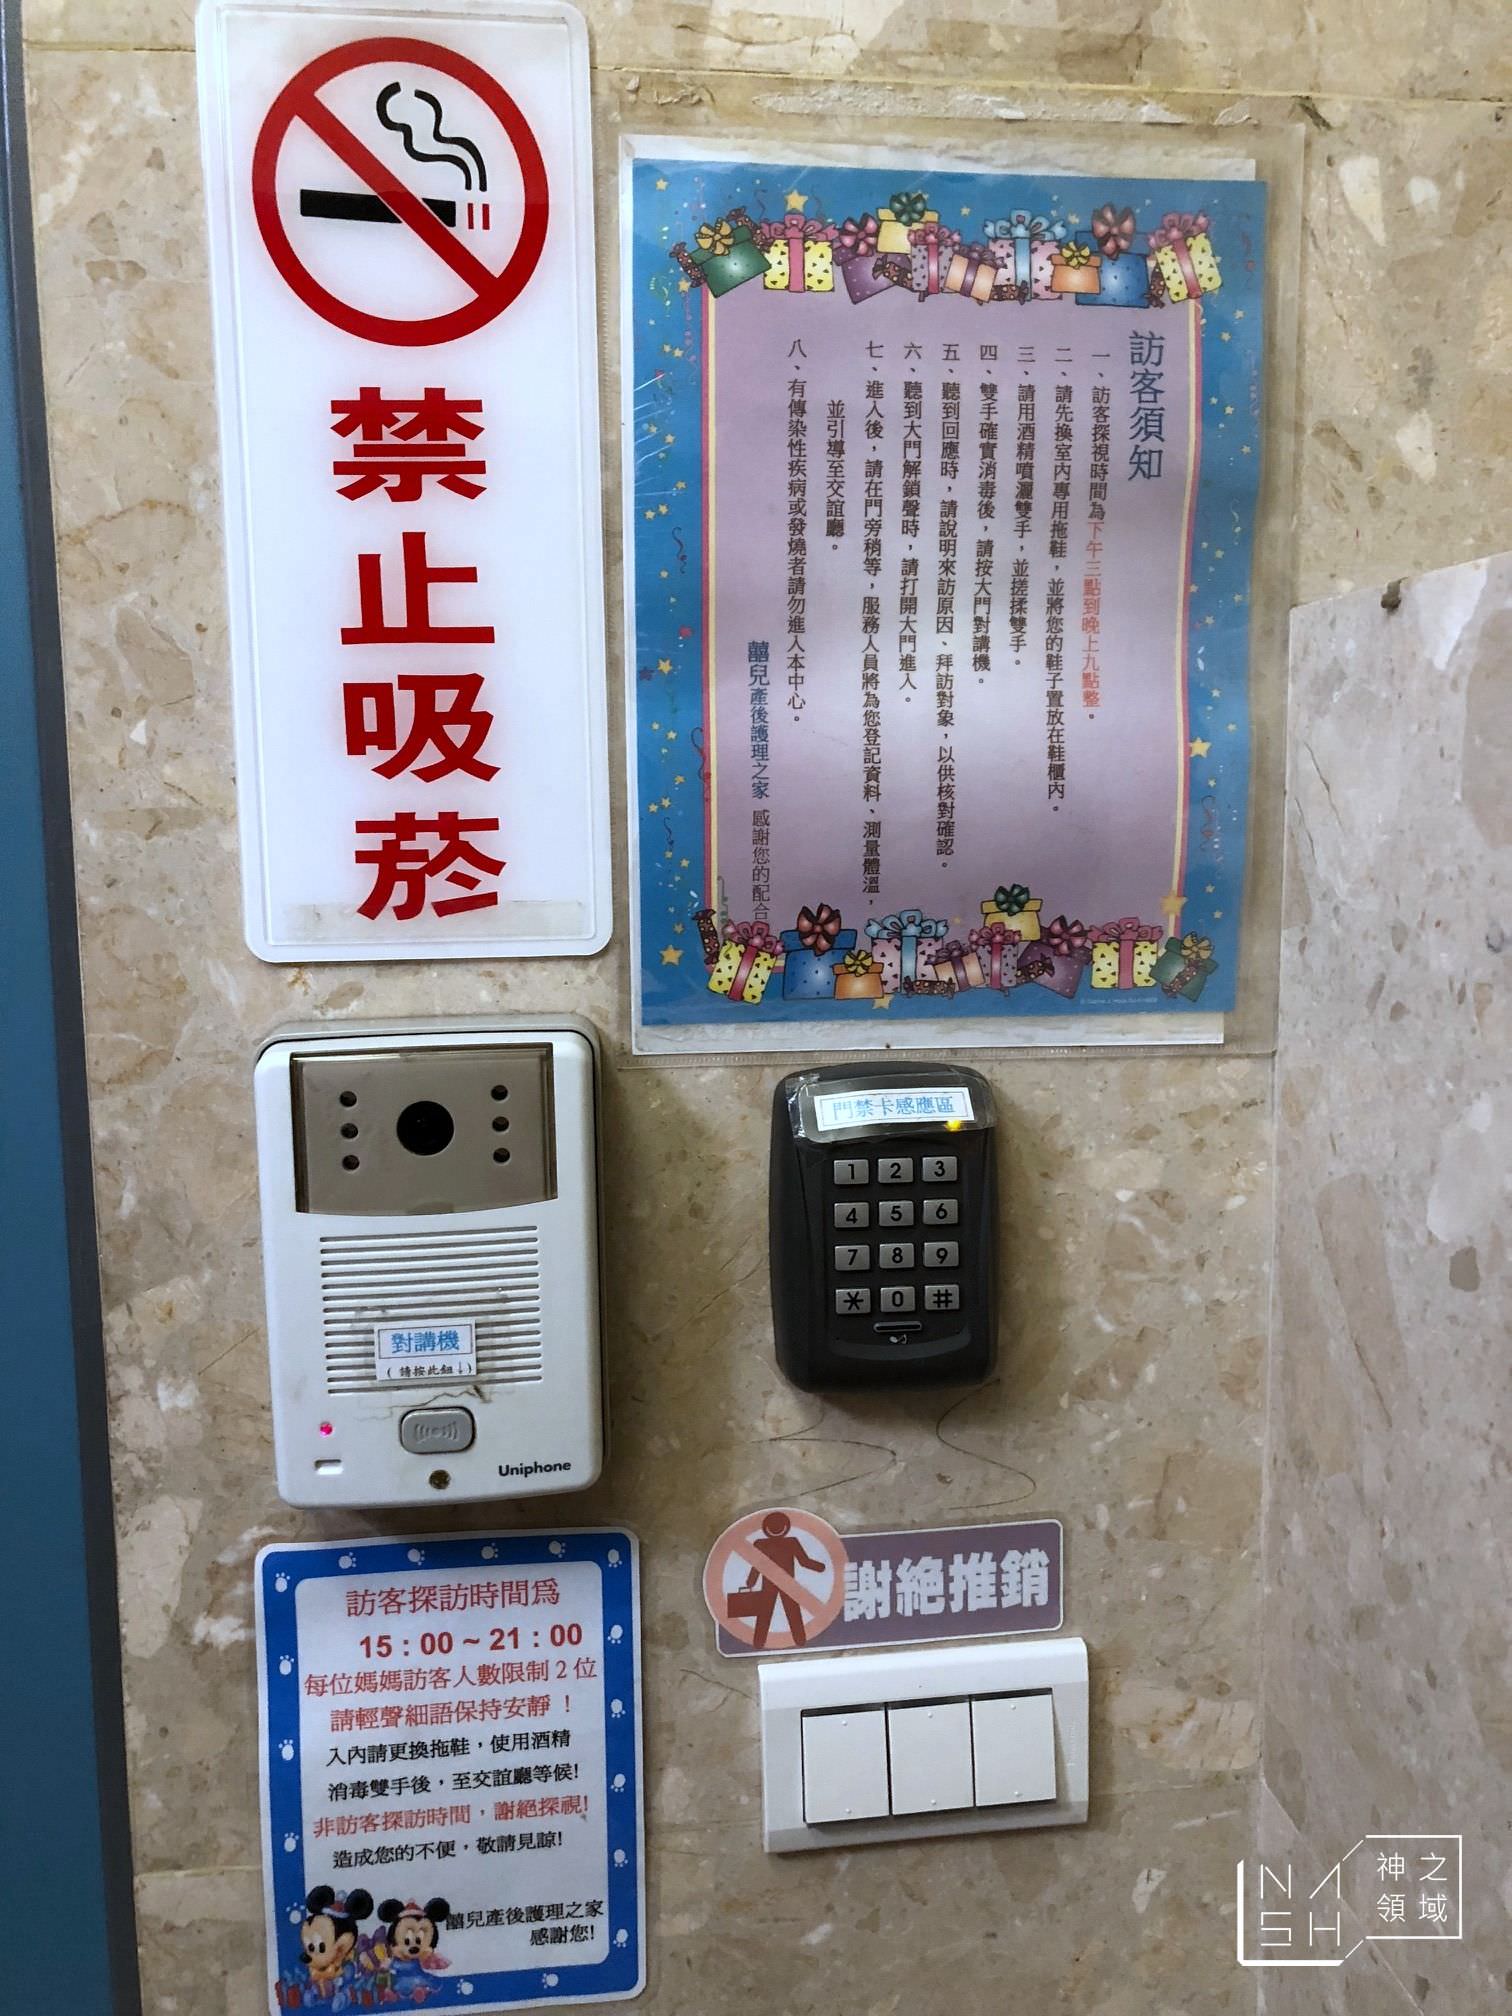 禁止吸菸
訪客須知
一、訪客探視時間為下午三點到晚上九點整。
二、請先換室內專用拖鞋，並將您的鞋子置放在鞋櫃內。
三、請用酒精噴灑雙手，並搓揉雙手。
四、雙手確實消毒後，請按大門對講機。
五、聽到回應時，請說明來訪原因、拜訪對象，以供核對確認。
六、聽到大門解鎖聲時，請打開大門進入。
七、進入後，請在門旁稍等，服務人員將為您登記資料、測量體溫，
並引導至交誼廳。
八、有傳染性疾病或發燒者請勿進入本中心。
囍兒產後護理之家 感謝您的配合
門禁卡感應區
1 2 3
4 5 6
7 8 9
* 0 #
對講機
(請按此鈕↓)
Uniphone
謝絕推銷
訪客探訪時間為
15：00~21：00
每位媽媽訪客人數限制2位
請輕聲細語保持安靜！
入內請更換拖鞋，使用酒精
消毒雙手後，至交誼廳等候!
非訪客探訪時間，謝絕探視!
造成您的不便，敬請見諒!
囍兒產後護理之家
感謝您!
NASH
神之
領域